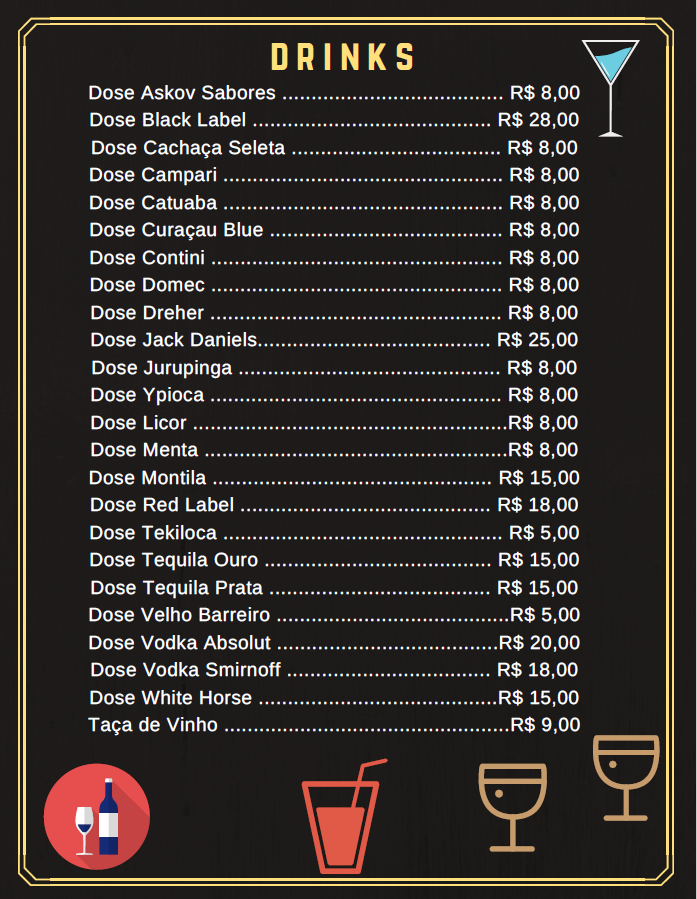 DRINKS
Dose Askov Sabores ...................................... R$ 8,00
Dose Black Label ......................................... R$ 28,00
Dose Cachaça Seleta .................................... R$ 8,00
Dose Campari ................................................ R$ 8,00
Dose Catuaba ................................................ R$ 8,00
Dose Curaçau Blue ........................................ R$ 8,00
Dose Contini .................................................. R$ 8,00
Dose Domec .................................................. R$ 8,00
Dose Dreher .................................................. R$ 8,00
Dose Jack Daniels........................................ R$ 25,00
Dose Jurupinga ............................................. R$ 8,00
Dose Ypioca .................................................. R$ 8,00
Dose Licor ......................................................R$ 8,00
Dose Menta ....................................................R$ 8,00
Dose Montila ................................................ R$ 15,00
Dose Red Label ............................................ R$ 18,00
Dose Tekiloca ................................................ R$ 5,00
Dose Tequila Ouro ....................................... R$ 15,00
Dose Tequila Prata ...................................... R$ 15,00
Dose Velho Barreiro ........................................R$ 5,00
Dose Vodka Absolut ......................................R$ 20,00
Dose Vodka Smirnoff ................................... R$ 18,00
Dose White Horse .........................................R$ 15,00
Taça de Vinho .................................................R$ 9,00